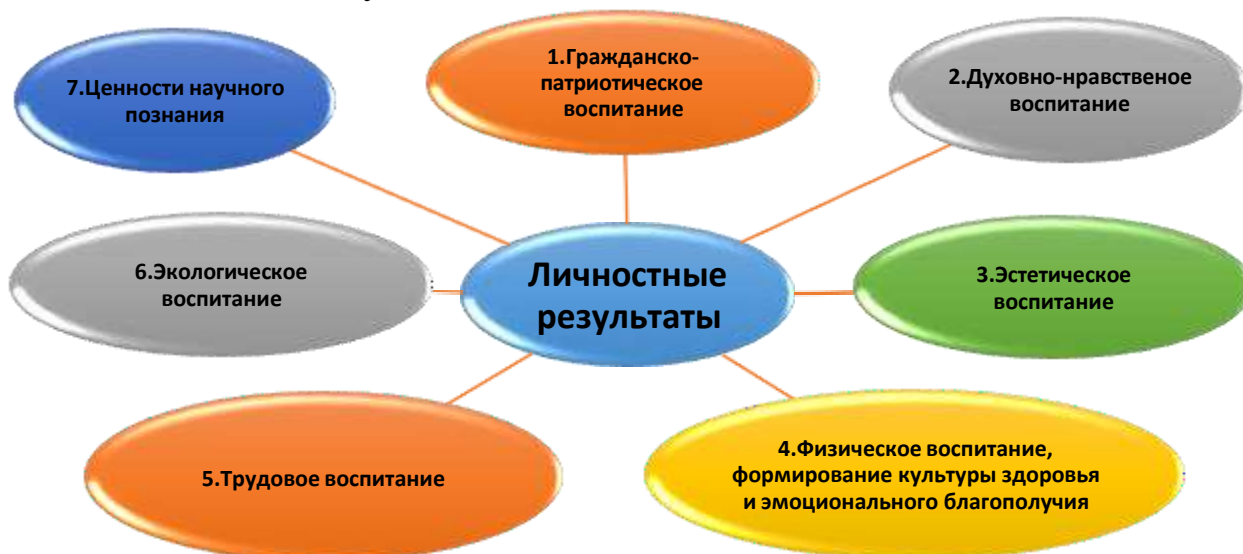 1.Гражданско-
патриотическое
воспитание
2.Духовно-нравственое
воспитание
3.Эстетическое
воспитание
4.Физическое воспитание,
формирование культуры здоровья
и эмоционального благополучия
5.Трудовое воспитание
6.Экологическое
воспитание
7.Ценности научного
познания
Личностные
результаты